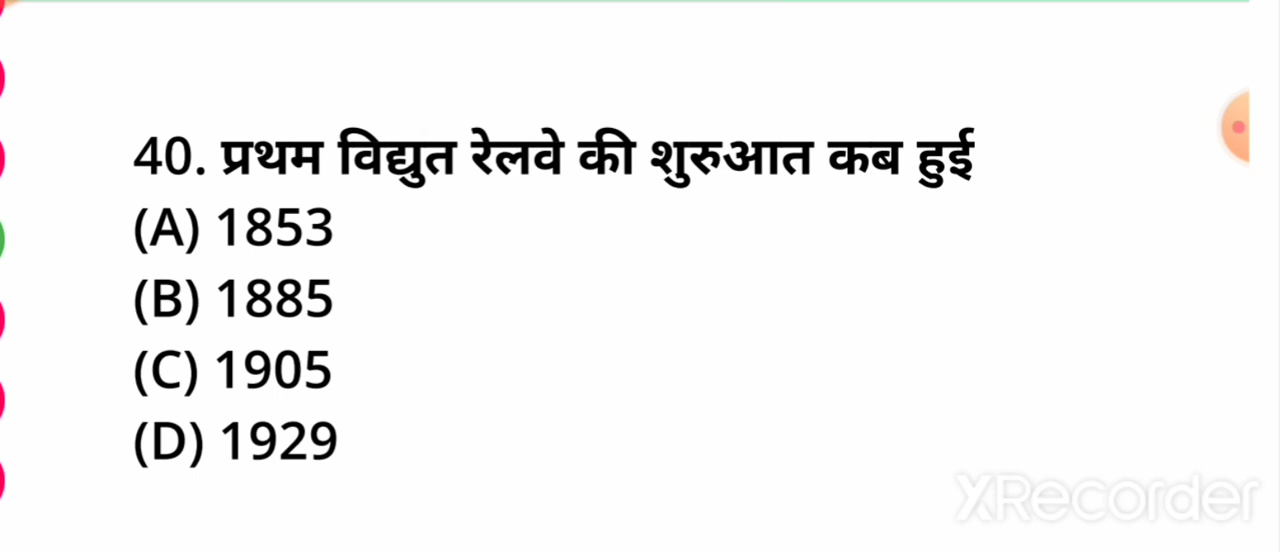 40. प्रथम विद्युत रेलवे की शुरुआत कब हुई
(A) 1853
(B) 1885
(C) 1905
(D) 1929
XRecorder